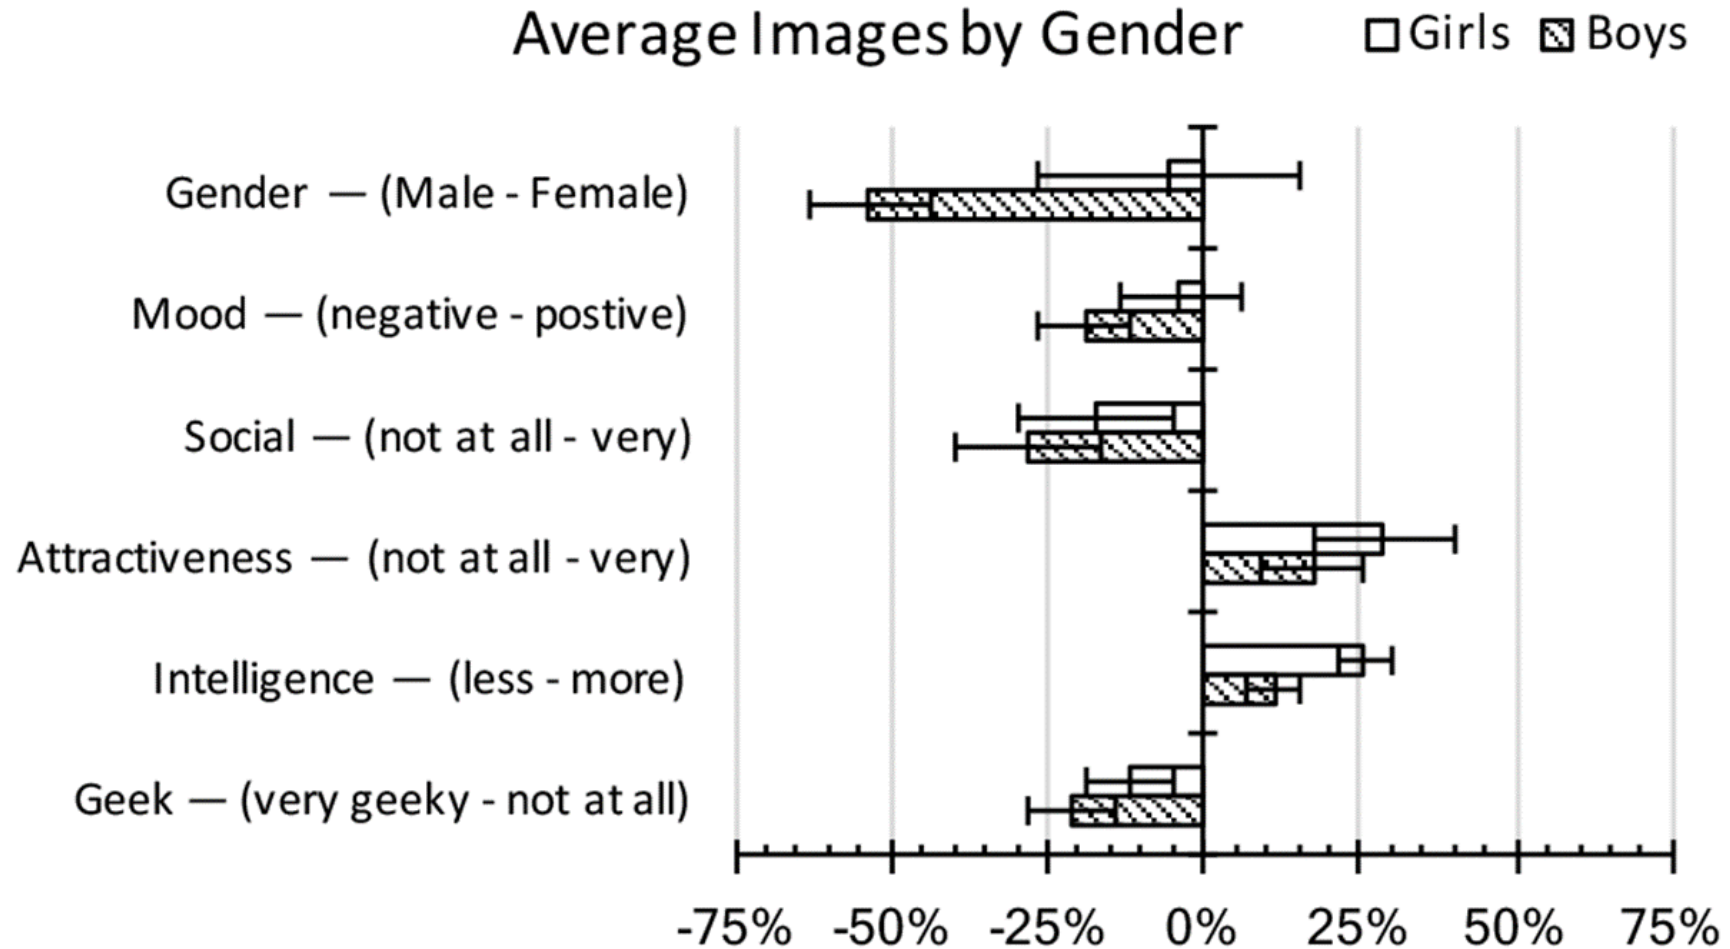 Average Images by Gender
Girls Boys
Gender — (Male - Female)
Mood — (negative - postive)
Social — (not at all - very)
Attractiveness — (not at all - very)
Intelligence — (less - more)
Geek — (very geeky - not at all)
-75% -50% -25% 0% 25% 50% 75%